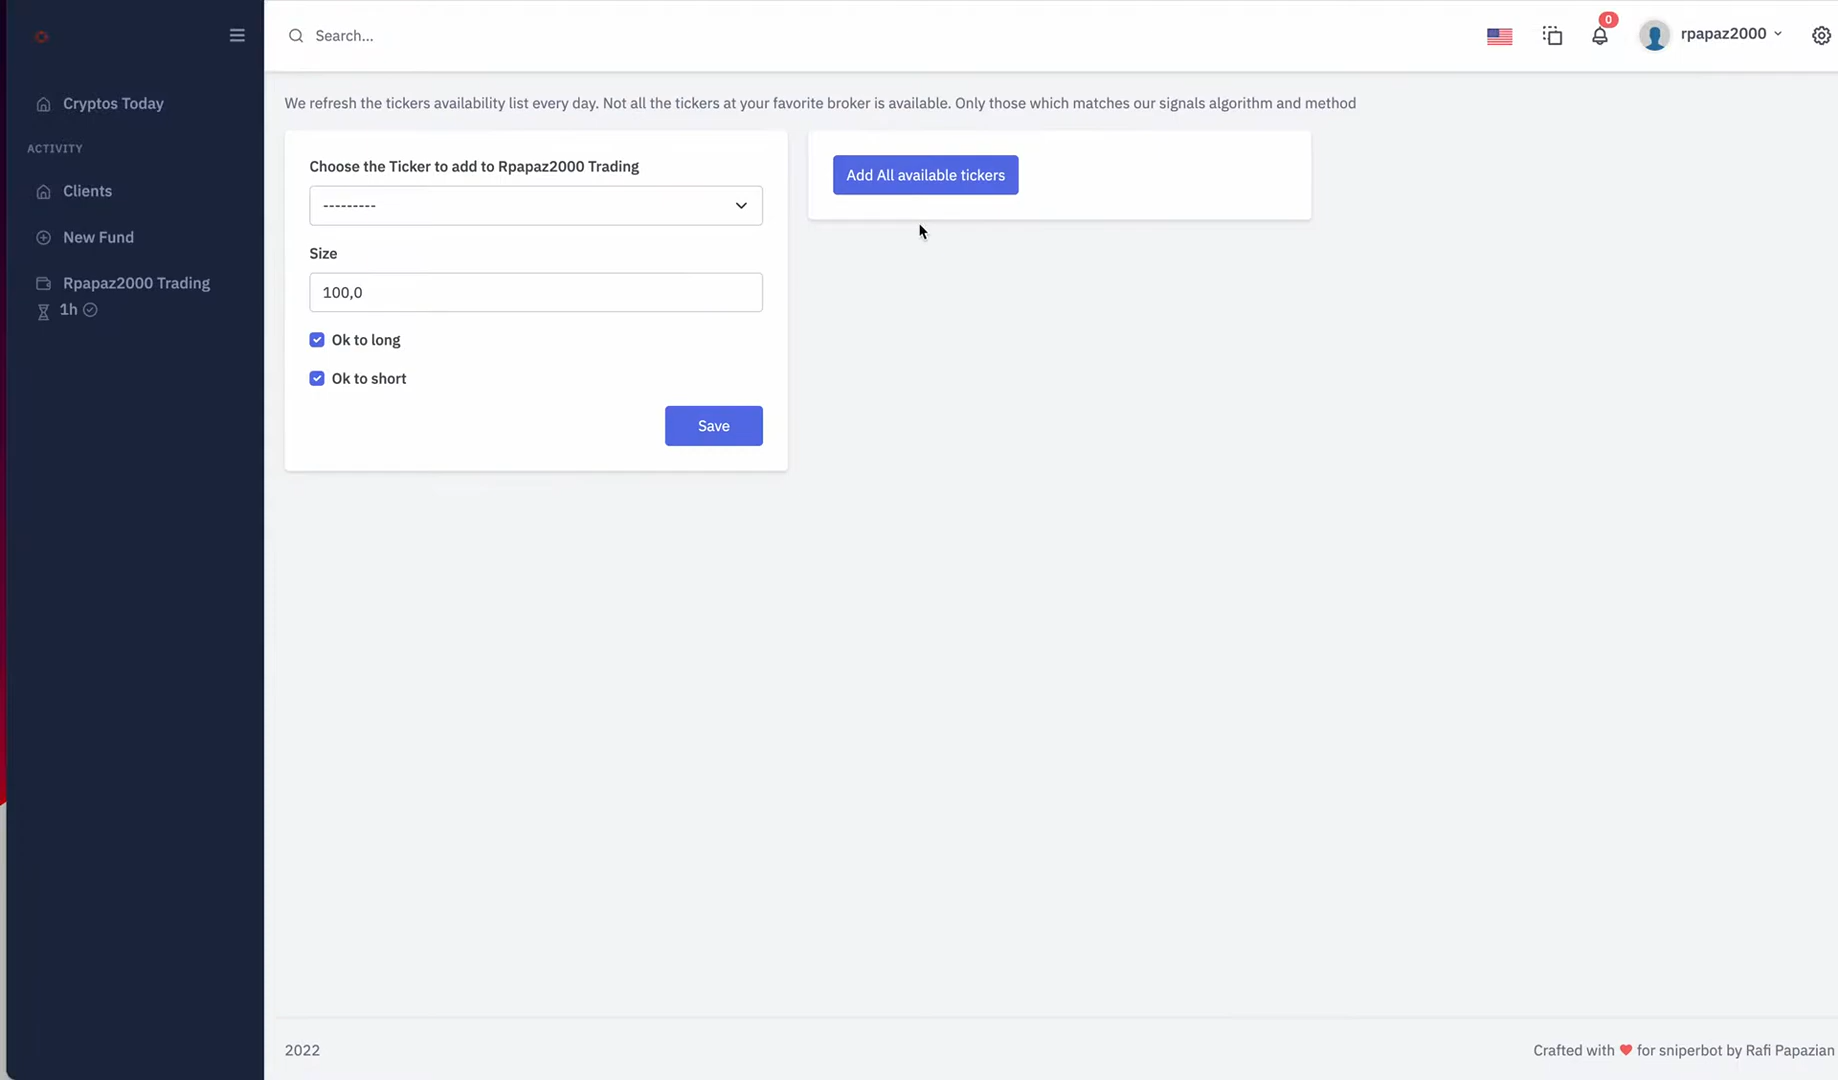 Search...
0
rpapaz2000
Cryptos Today
ACTIVITY
Clients
New Fund
Rpapaz2000 Trading
1h
We refresh the tickers availability list every day. Not all the tickers at your favorite broker is available. Only those which matches our signals algorithm and method
Choose the Ticker to add to Rpapaz2000 Trading
---------
Size
100,0
Ok to long
Ok to short
Save
Add All available tickers
2022
Crafted with ❤ for sniperbot by Rafi Papazian